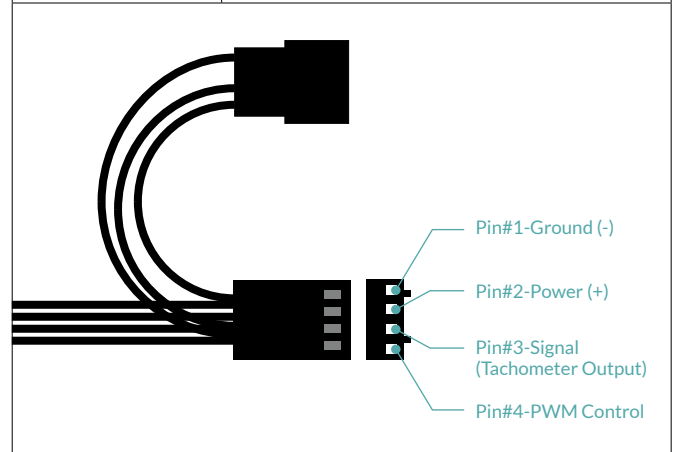 Pin#1-Ground (-)
Pin#2-Power (+)
Pin#3-Signal
(Tachometer Output)
Pin#4-PWM Control